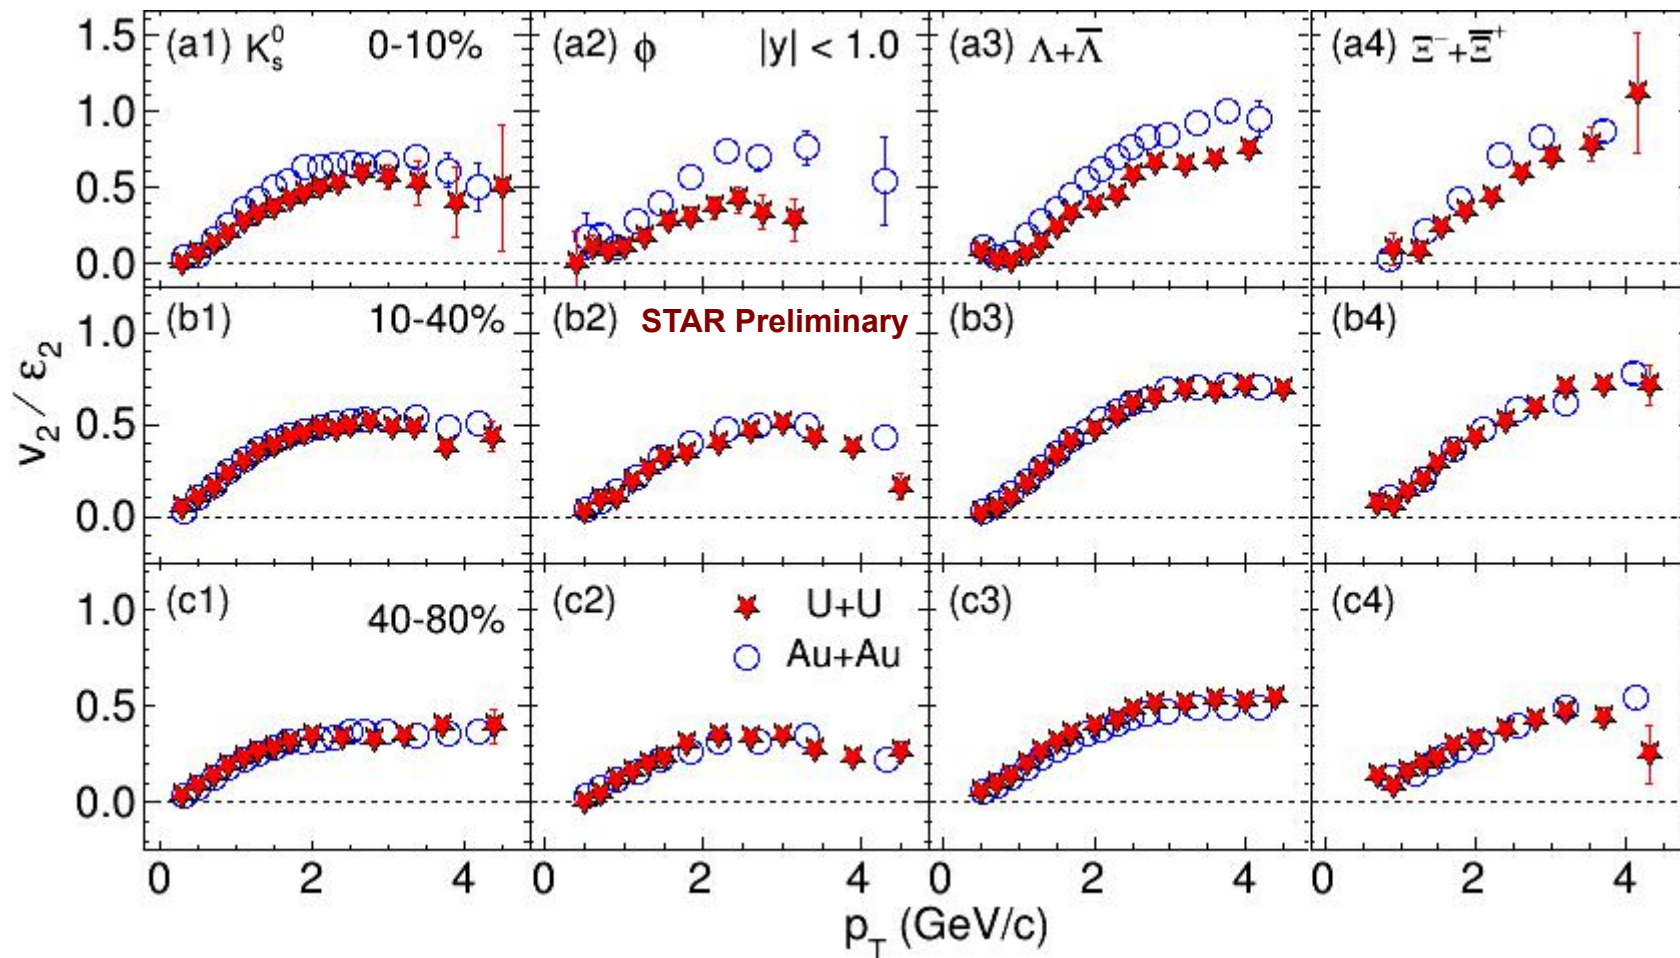 (a1) K⁰ₛ 0-10%
(a2) ϕ |y| < 1.0
(a3) Λ+Λ̅
(a4) Ξ⁻+Ξ̅⁺
1.5
1.0
0.5
0.0
(b1) 10-40%
(b2) STAR Preliminary
(b3)
(b4)
1.0
0.5
0.0
v₂/ ε₂
(c1) 40-80%
(c2)
U+U
Au+Au
(c3)
(c4)
1.0
0.5
0.0
0 2 4 0 2 4 0 2 4 0 2 4
p_T (GeV/c)